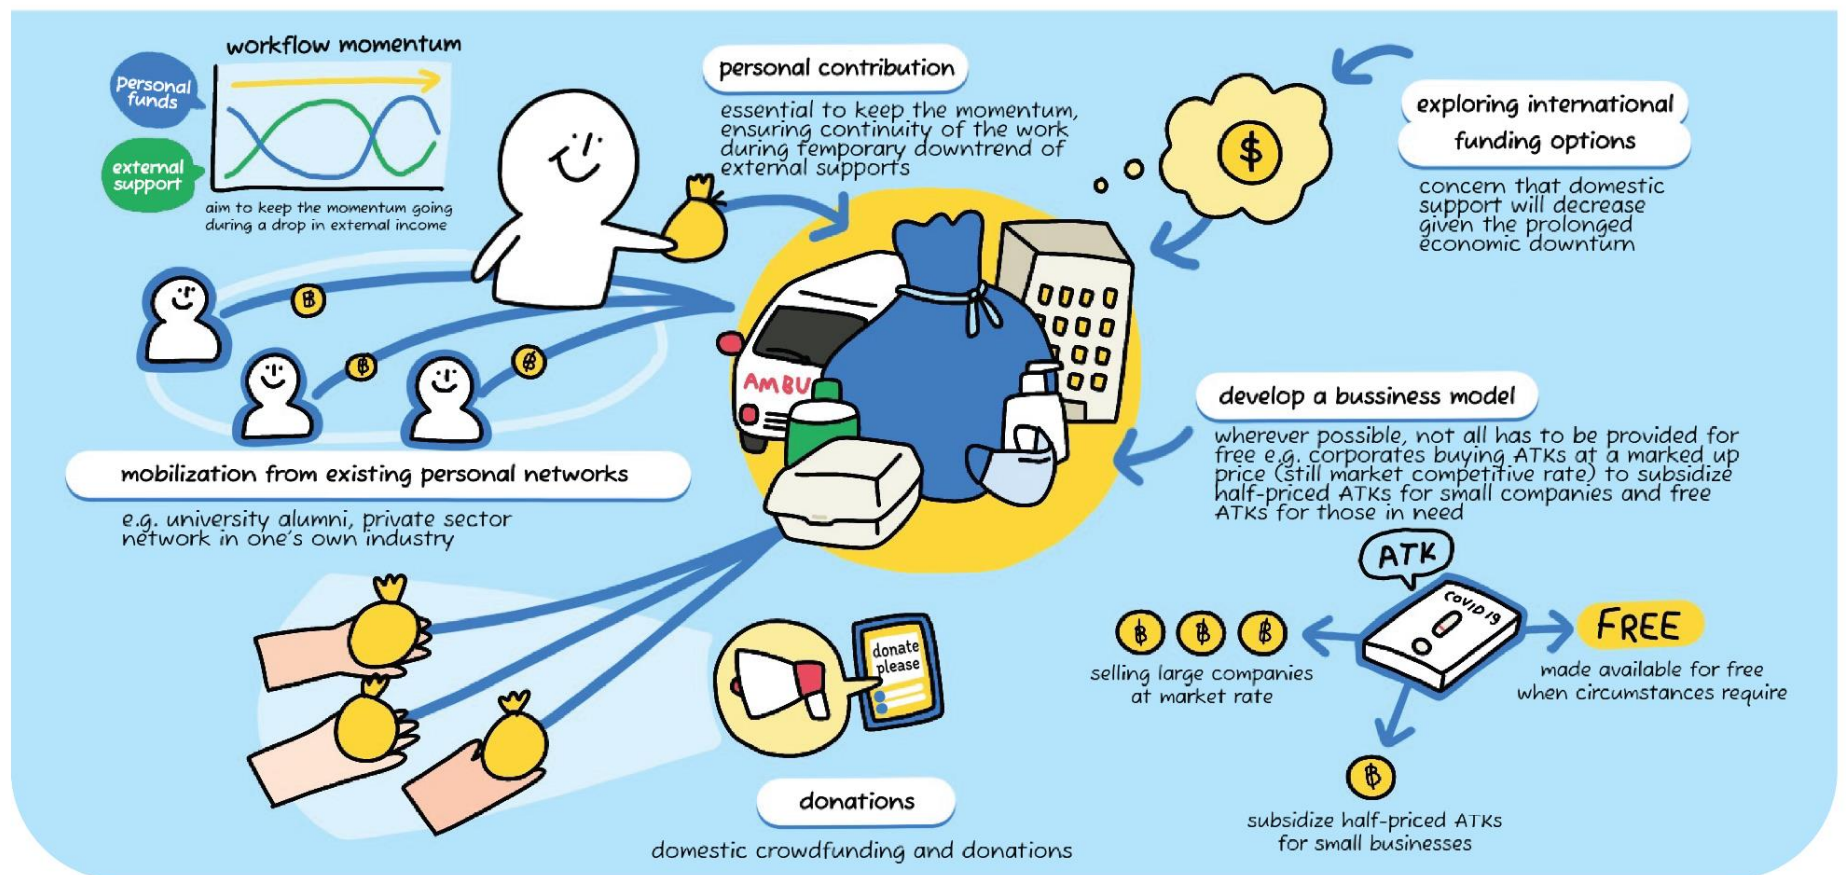 workflow momentum
personal
funds
external
support
aim to keep the momentum going
during a drop in external income
personal contribution
essential to keep the momentum,
ensuring continuity of the work
during temporary downtrend of
external supports
$
exploring international
funding options
concern that domestic
support will decrease
given the prolonged
economic downturn
฿
฿
฿
mobilization from existing personal networks
e.g. university alumni, private sector
network in one's own industry
AMBU
develop a bussiness model
wherever possible, not all has to be provided for
free e.g. corporates buying ATKs at a marked up
price (still market competitive rate) to subsidize
half-priced ATKs for small companies and free
ATKs for those in need
ATK
COVID 19
฿ ฿ ฿
selling large companies
at market rate
FREE
made available for free
when circumstances require
฿
subsidize half-priced ATKs
for small businesses
donate
please
donations
domestic crowdfunding and donations